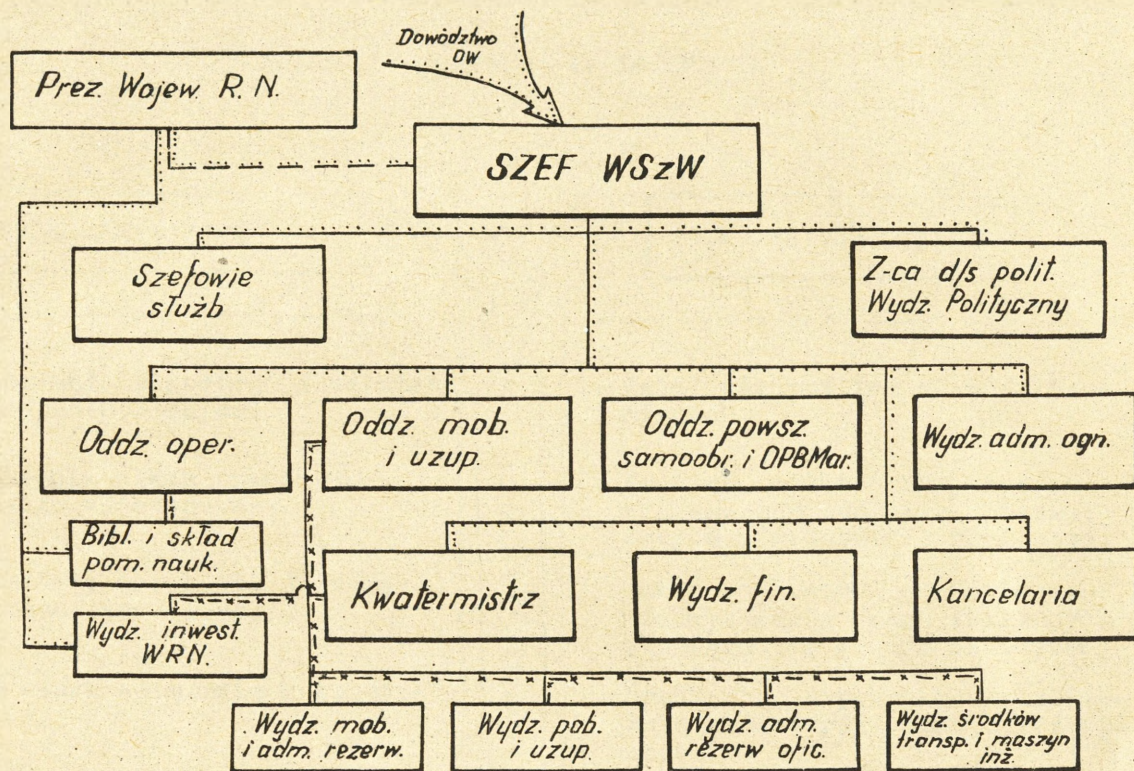 Dowództwo
OW
Prez. Wojew. R. N.
SZEF WSzW
Szefowie
służb
Z-ca d/s polit.
Wydz. Polityczny
Oddz. oper.
Oddz. mob.
i uzup.
Oddz. powsz.
samoobr. i OPBMar.
Wydz. adm. ogn.
Bibl. i skład
pom. nauk.
Kwatermistrz
Wydz. fin.
Kancelaria
Wydz. inwest.
WRN.
Wydz. mob.
i adm. rezerw.
Wydz. pob.
i uzup.
Wydz. adm.
rezerw ofic.
Wydz. środków
transp. i maszyn
inż.